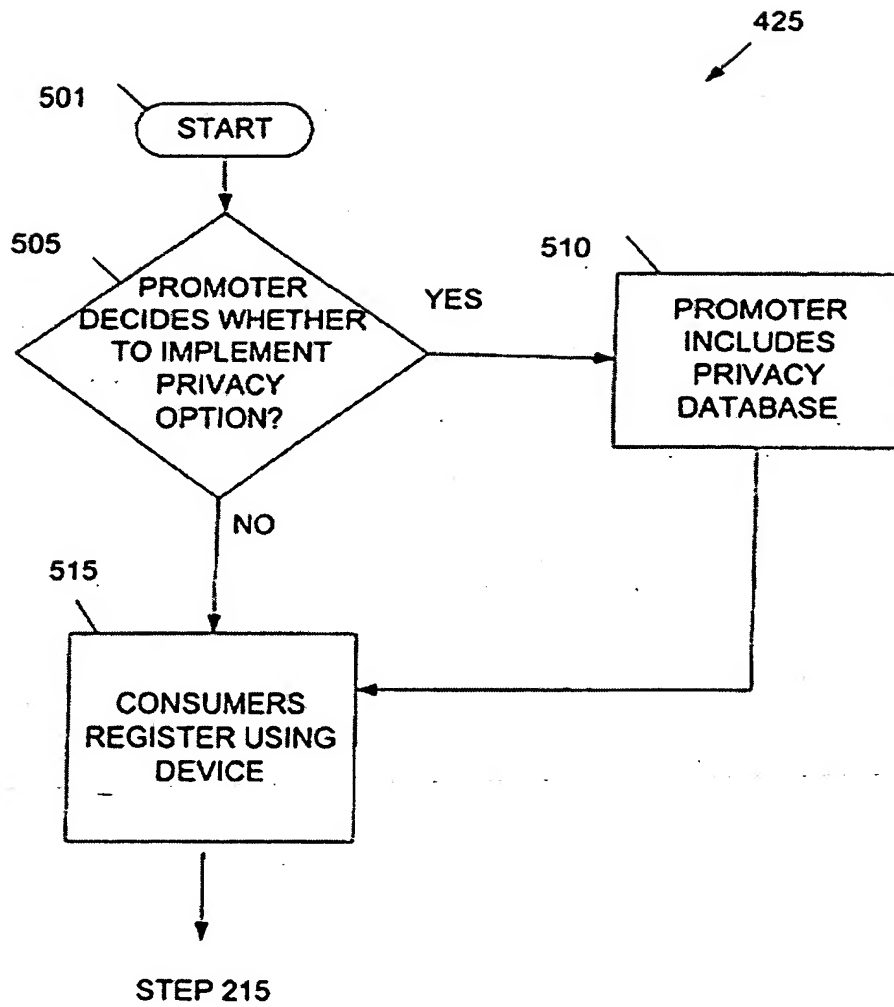 425
501
START
505
PROMOTER
DECIDES WHETHER
TO IMPLEMENT
PRIVACY
OPTION?
YES
510
PROMOTER
INCLUDES
PRIVACY
DATABASE
NO
515
CONSUMERS
REGISTER USING
DEVICE
STEP 215